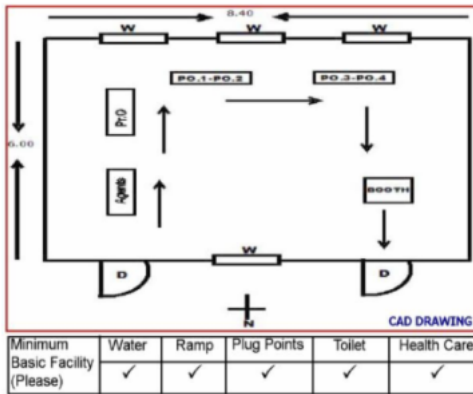 8.40
W W W
PO.1-PO.2 PO.3-PO.4
Pr.O
6.00
Agents
BOOTH
W
D D
N
CAD DRAWING
Minimum Basic Facility (Please) Water Ramp Plug Points Toilet Health Care
✓ ✓ ✓ ✓ ✓